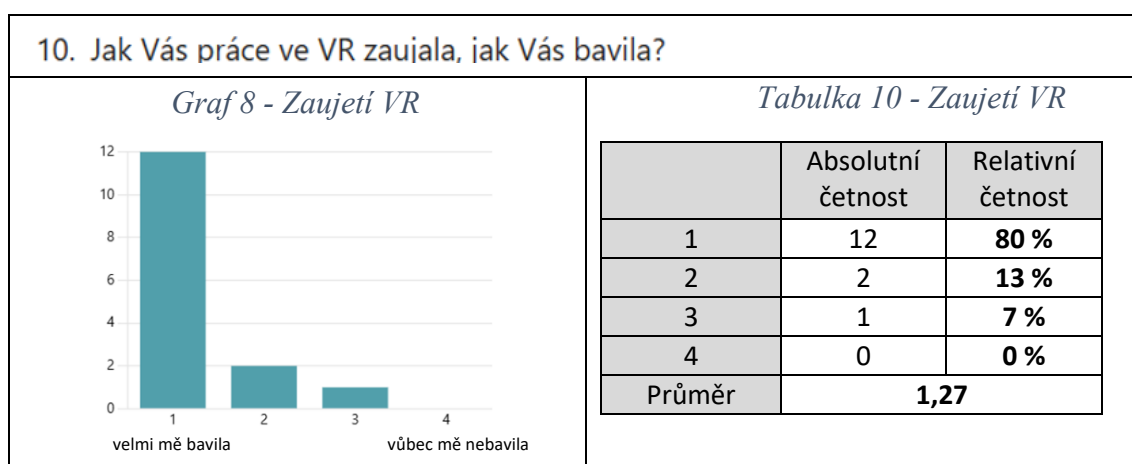 10. Jak Vás práce ve VR zaujala, jak Vás bavila?
Graf 8 - Zaujetí VR
12
10
8
6
4
2
0
1 2 3 4
velmi mě bavila vůbec mě nebavila
Tabulka 10 - Zaujetí VR
Absolutní četnost Relativní četnost
1 12 80 %
2 2 13 %
3 1 7 %
4 0 0 %
Průměr 1,27